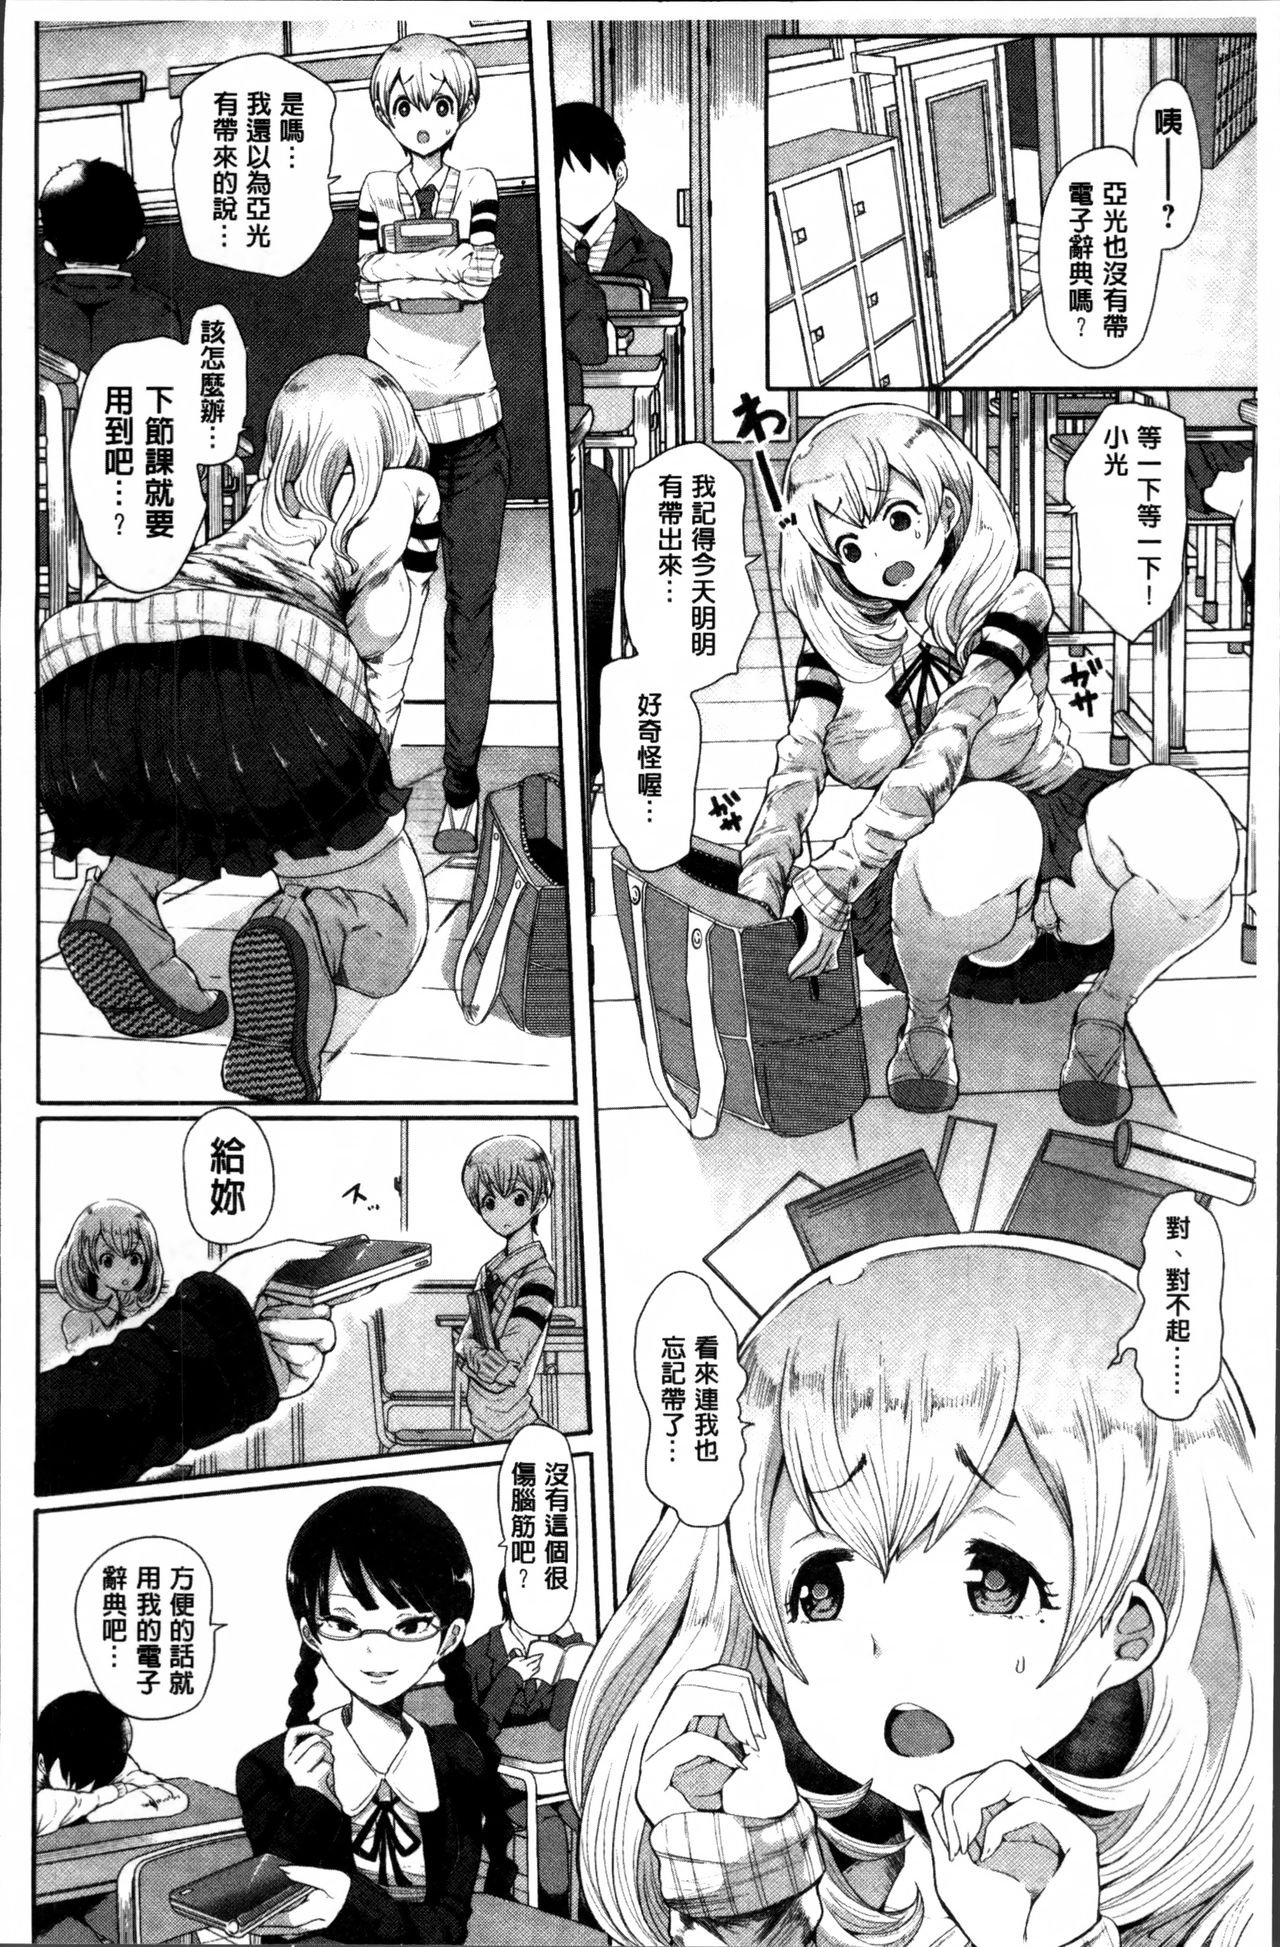 咦——?
亞光也沒有帶
電子辭典嗎?
等一下等一下!
小光
わーッ
我記得今天明明
有帶出來…
好奇怪喔…
ガサ
ガサ
對、對不起……
看來連我也
忘記帶了…
是嗎…
我還以為亞光
有帶來的說…
該怎麼辦…
下節課就要
用到吧…?
給妳
ス…
沒有這個很
傷腦筋吧?
方便的話就
用我的電子
辭典吧…